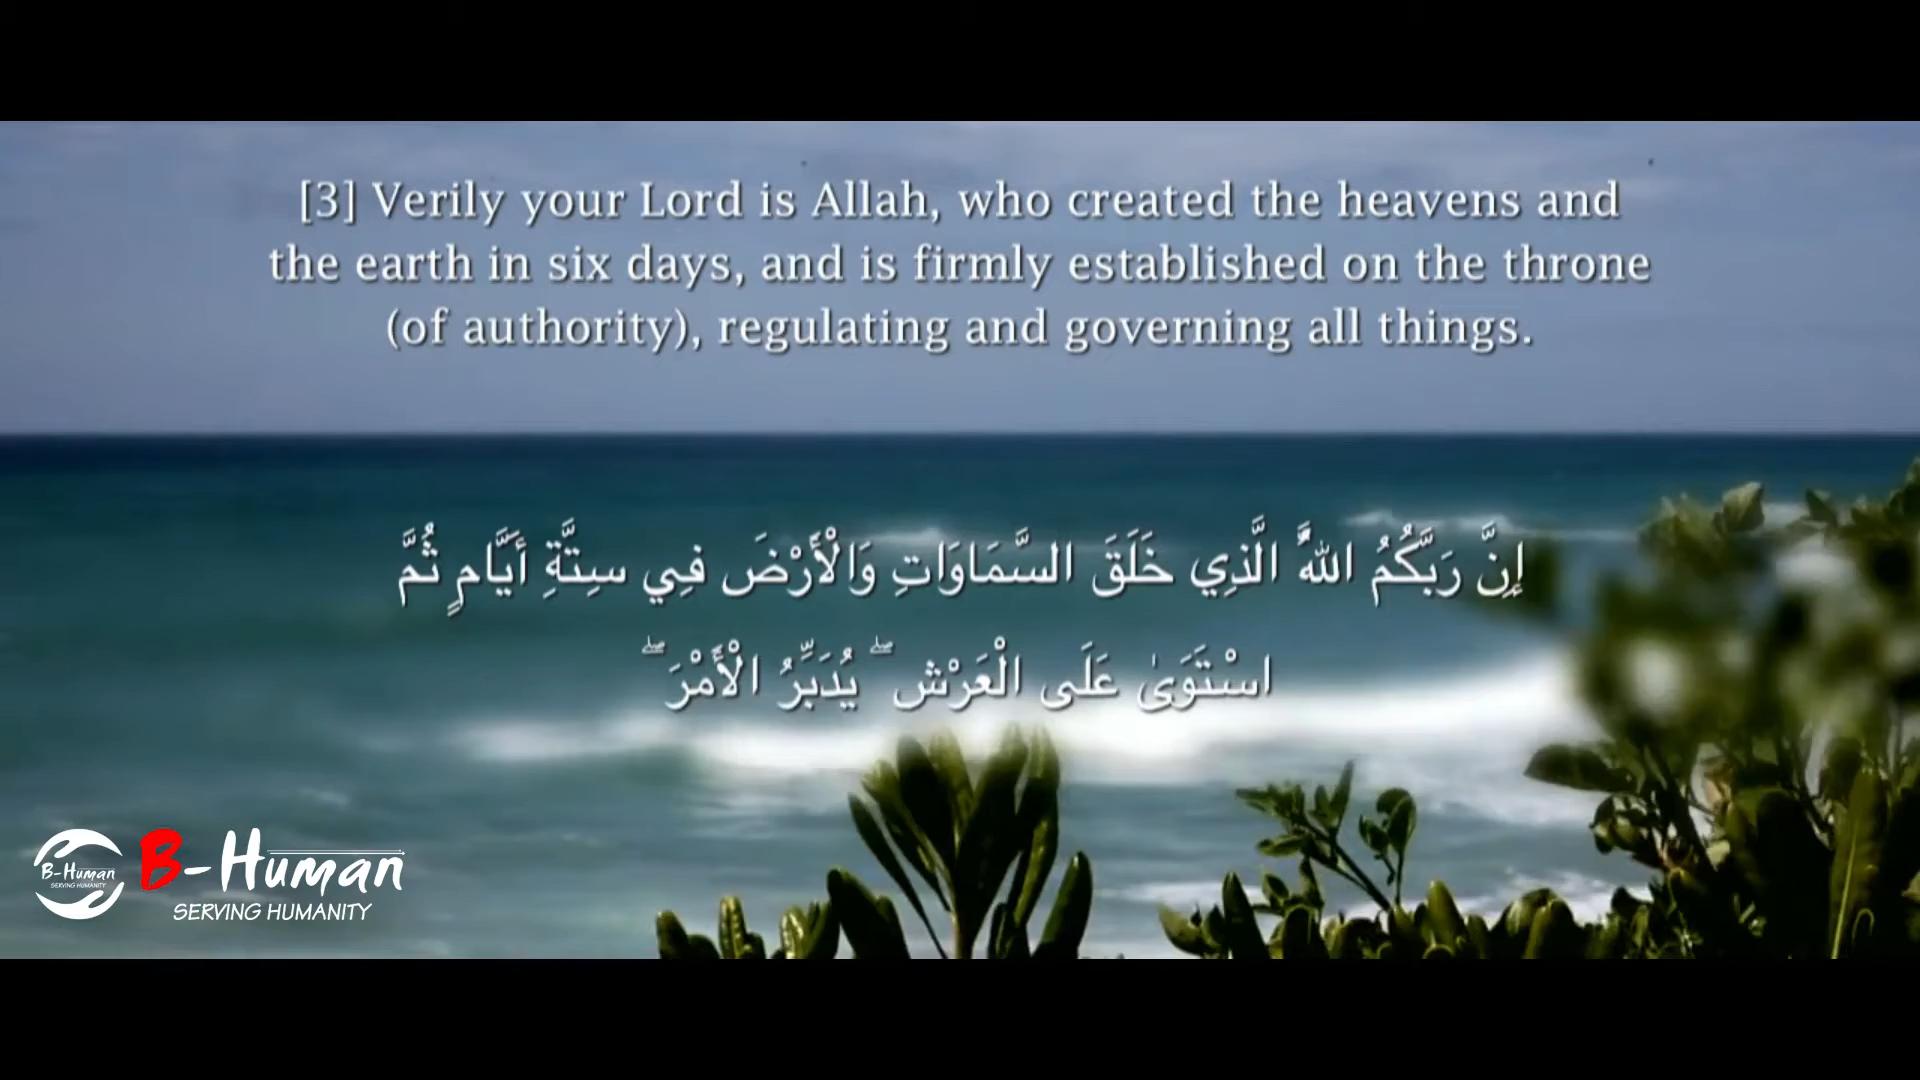 [3] Verily your Lord is Allah, who created the heavens and
the earth in six days, and is firmly established on the throne
(of authority), regulating and governing all things.
إِنَّ رَبَّكُمُ اللَّهُ الَّذِي خَلَقَ السَّمَاوَاتِ وَالْأَرْضَ فِي سِتَّةِ أَيَّامٍ ثُمَّ
اسْتَوَىٰ عَلَى الْعَرْشِ ۖ يُدَبِّرُ الْأَمْرَ ۖ
B-Human
SERVING HUMANITY
B-Human
SERVING HUMANITY